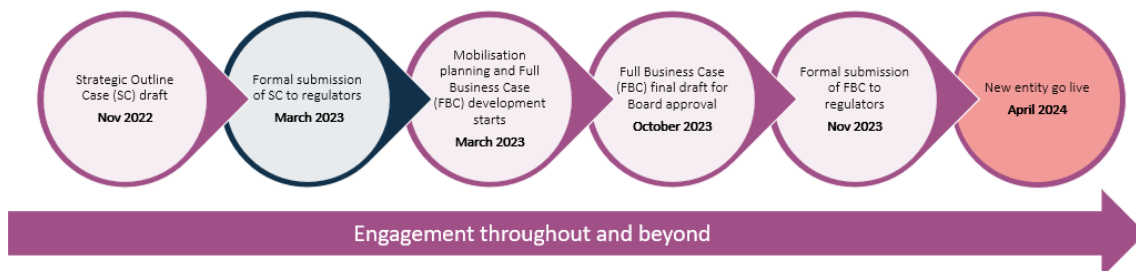 Strategic Outline
Case (SC) draft
Nov 2022
Formal submission
of SC to regulators
March 2023
Mobilisation
planning and Full
Business Case
(FBC) development
starts
March 2023
Full Business Case
(FBC) final draft for
Board approval
October 2023
Formal submission
of FBC to
regulators
Nov 2023
New entity go live
April 2024
Engagement throughout and beyond